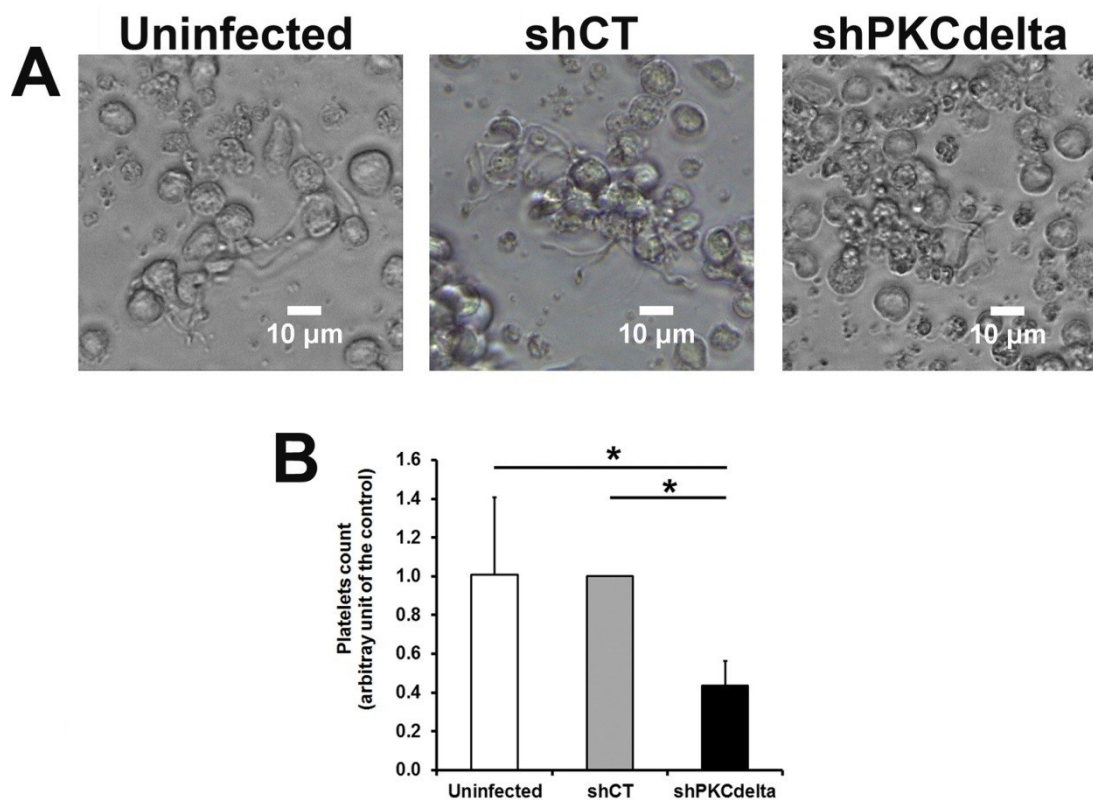 Uninfected shCT shPKCdelta
A
10 µm 10 µm 10 µm
B
Platelets count
(arbitray unit of the control)
1.6
1.4
1.2
1.0
0.8
0.6
0.4
0.2
0.0
*
*
Uninfected shCT shPKCdelta